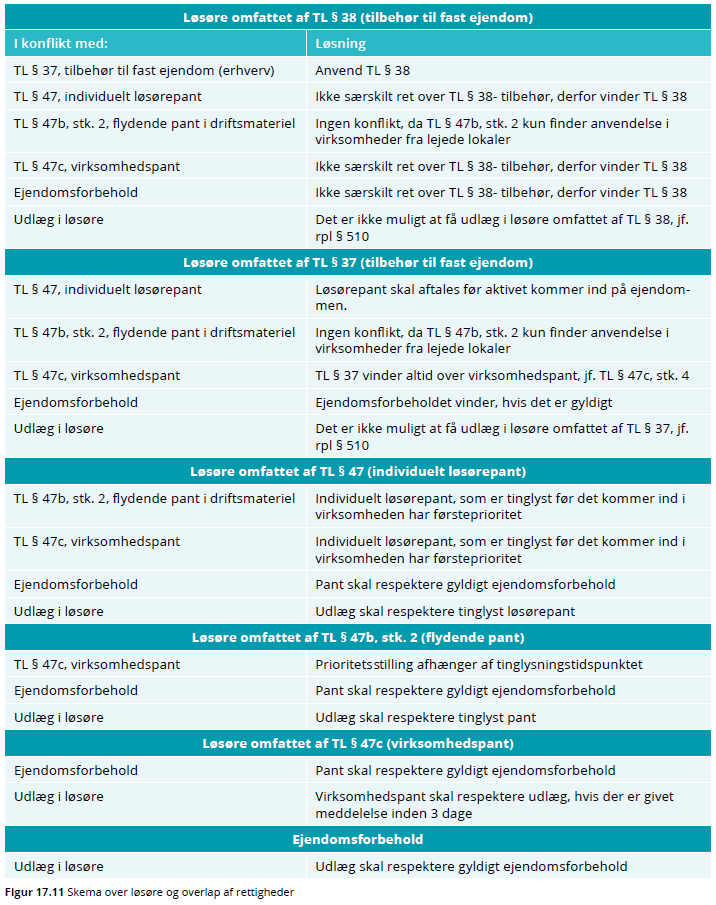 Løsøre omfattet af TL § 38 (tilbehør til fast ejendom)
I konflikt med: Løsning
TL § 37, tilbehør til fast ejendom (erhverv) Anvend TL § 38
TL § 47, individuelt løsørepant Ikke særskilt ret over TL § 38- tilbehør, derfor vinder TL § 38
TL § 47b, stk. 2, flydende pant i driftsmateriel Ingen konflikt, da TL § 47b, stk. 2 kun finder anvendelse i
virksomheder fra lejede lokaler
TL § 47c, virksomhedspant Ikke særskilt ret over TL § 38- tilbehør, derfor vinder TL § 38
Ejendomsforbehold Ikke særskilt ret over TL § 38- tilbehør, derfor vinder TL § 38
Udlæg i løsøre Det er ikke muligt at få udlæg i løsøre omfattet af TL § 38, jf.
rpl § 510
Løsøre omfattet af TL § 37 (tilbehør til fast ejendom)
TL § 47, individuelt løsørepant Løsørepant skal aftales før aktivet kommer ind på ejendom-
men.
TL § 47b, stk. 2, flydende pant i driftsmateriel Ingen konflikt, da TL § 47b, stk. 2 kun finder anvendelse i
virksomheder fra lejede lokaler
TL § 47c, virksomhedspant TL § 37 vinder altid over virksomhedspant, jf. TL § 47c, stk. 4
Ejendomsforbehold Ejendomsforbeholdet vinder, hvis det er gyldigt
Udlæg i løsøre Det er ikke muligt at få udlæg i løsøre omfattet af TL § 37, jf.
rpl § 510
Løsøre omfattet af TL § 47 (individuelt løsørepant)
TL § 47b, stk. 2, flydende pant i driftsmateriel Individuelt løsørepant, som er tinglyst før det kommer ind i
virksomheden har førsteprioritet
TL § 47c, virksomhedspant Individuelt løsørepant, som er tinglyst før det kommer ind i
virksomheden har førsteprioritet
Ejendomsforbehold Pant skal respektere gyldigt ejendomsforbehold
Udlæg i løsøre Udlæg skal respektere tinglyst løsørepant
Løsøre omfattet af TL § 47b, stk. 2 (flydende pant)
TL § 47c, virksomhedspant Prioritetsstilling afhænger af tinglysningstidspunktet
Ejendomsforbehold Pant skal respektere gyldigt ejendomsforbehold
Udlæg i løsøre Udlæg skal respektere tinglyst pant
Løsøre omfattet af TL § 47c (virksomhedspant)
Ejendomsforbehold Pant skal respektere gyldigt ejendomsforbehold
Udlæg i løsøre Virksomhedspant skal respektere udlæg, hvis der er givet
meddelelse inden 3 dage
Ejendomsforbehold
Udlæg i løsøre Udlæg skal respektere gyldigt ejendomsforbehold
Figur 17.11 Skema over løsøre og overlap af rettigheder